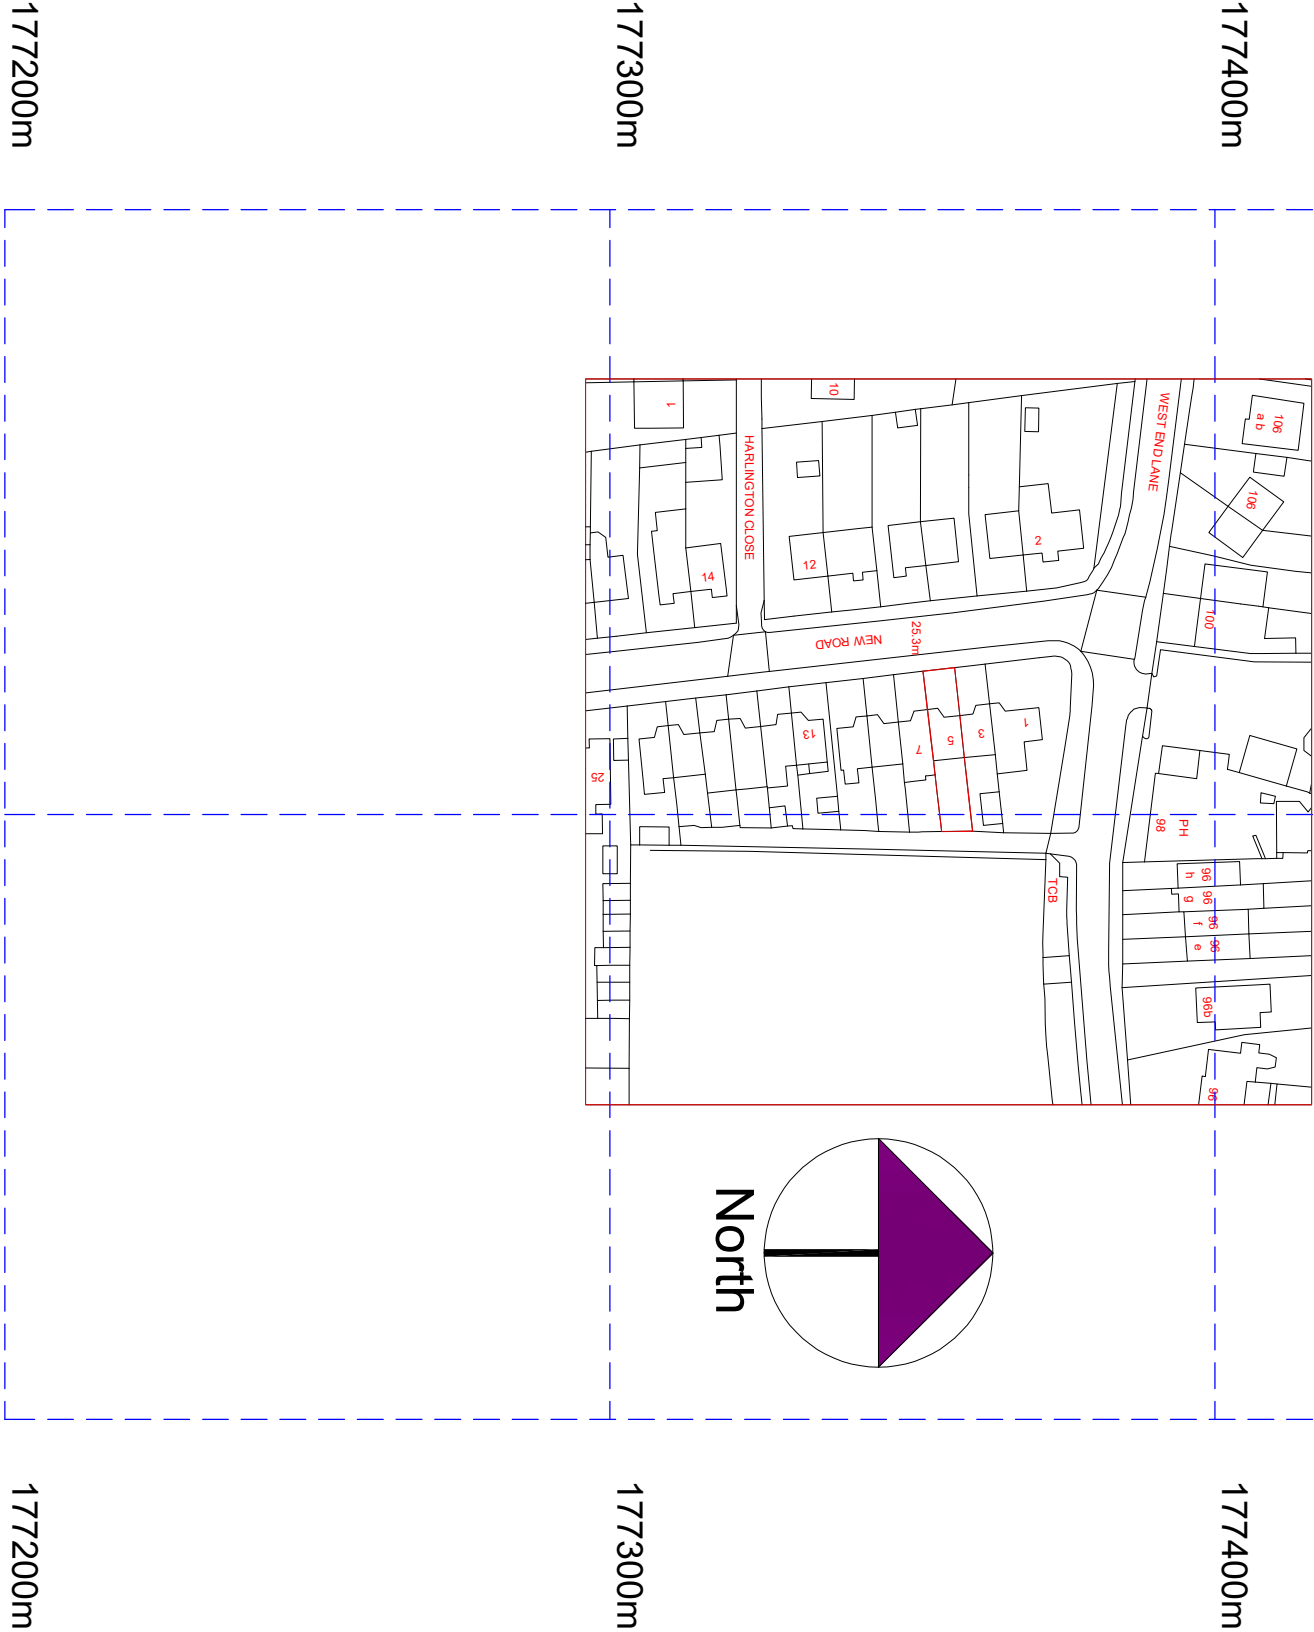 177200m
177300m
177400m
1
10
WEST END LANE
106
a b
106
HARLINGTON CLOSE
2
12
14
100
25.3m
NEW ROAD
1
3
5
7
13
25
PH
98
TCB
96
h
96
g
96
f
96
e
96b
96
North
177200m
177300m
177400m